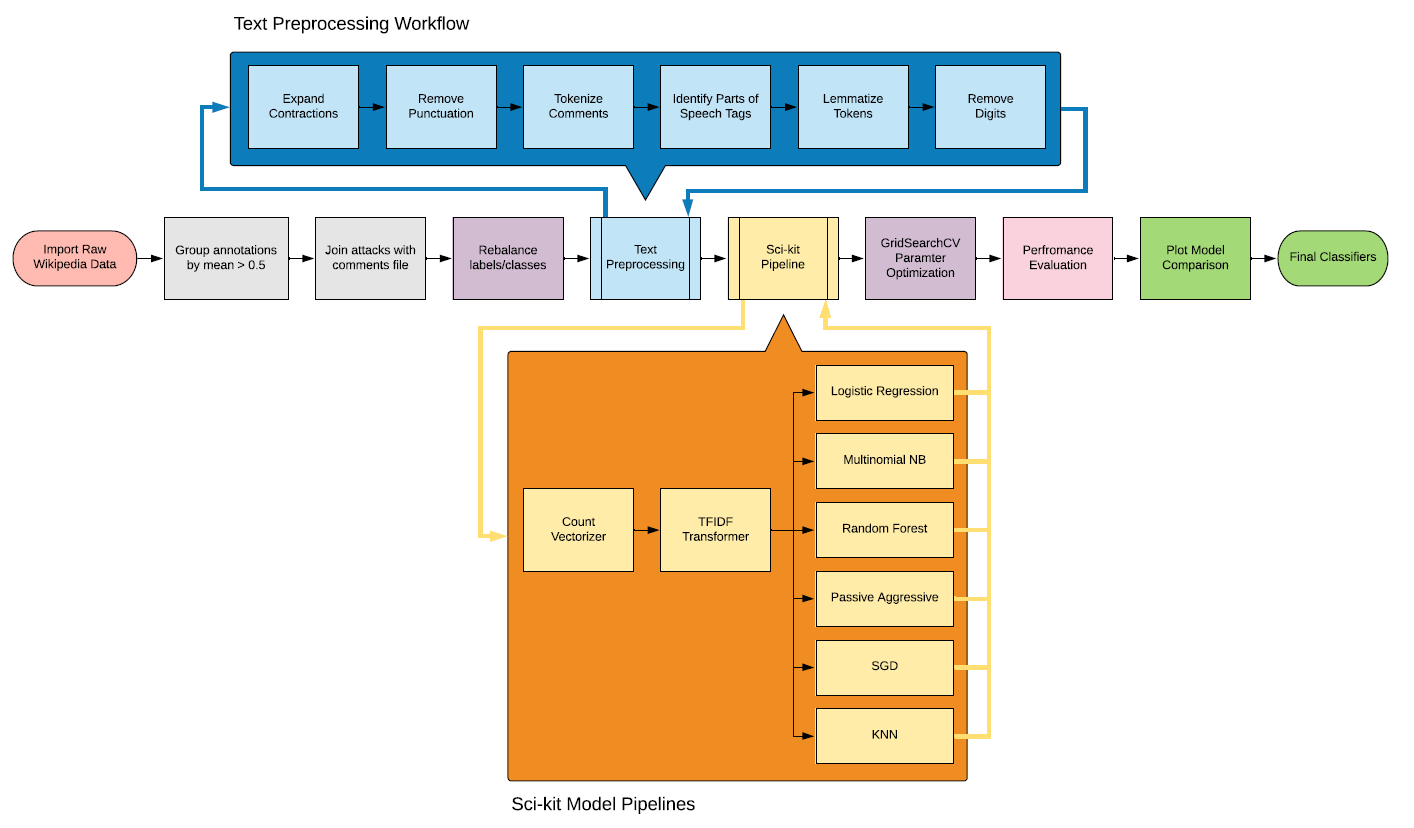 Text Preprocessing Workflow
Expand
Contractions
Remove
Punctuation
Tokenize
Comments
Identify Parts of
Speech Tags
Lemmatize
Tokens
Remove
Digits
Import Raw
Wikipedia Data
Group annotations
by mean > 0.5
Join attacks with
comments file
Rebalance
labels/classes
Text
Preprocessing
Sci-kit
Pipeline
GridSearchCV
Paramter
Optimization
Perfromance
Evaluation
Plot Model
Comparison
Final Classifiers
Count
Vectorizer
TFIDF
Transformer
Logistic Regression
Multinomial NB
Random Forest
Passive Aggressive
SGD
KNN
Sci-kit Model Pipelines